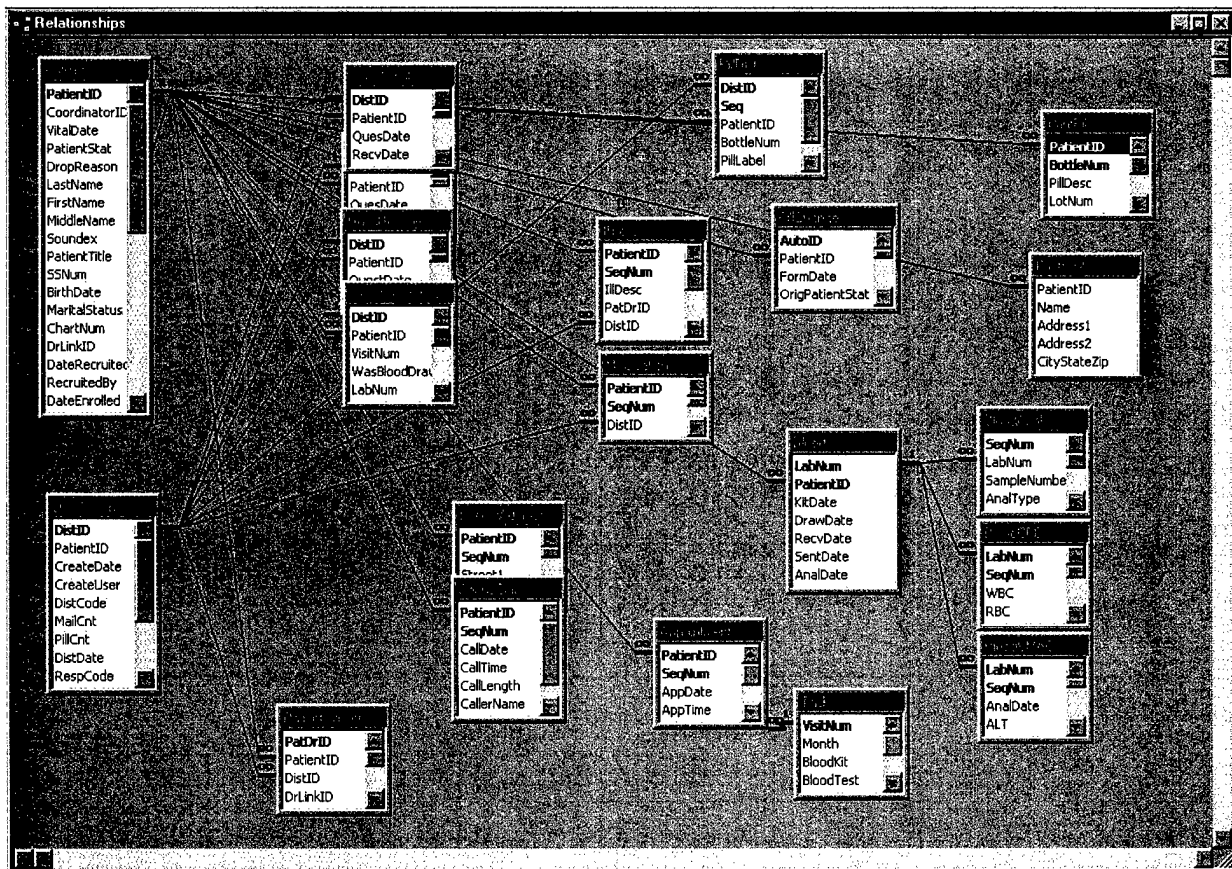 Relationships
PatientID
CoordinatorID
VitalDate
PatientStat
DropReason
LastName
FirstName
MiddleName
Soundex
PatientTitle
SSNum
BirthDate
MaritalStatus
ChartNum
DrLinkID
DateRecruited
RecruitedBy
DateEnrolled
DistID
PatientID
QuesDate
RecvDate
PatientID
QuesDate
DistID
PatientID
DistID
PatientID
VisitNum
WasBloodDraw
LabNum
DistID
Seq
PatientID
BottleNum
PillLabel
PatientID
BottleNum
PillDesc
LotNum
PatientID
SeqNum
IllDesc
PatDrID
DistID
AutoID
PatientID
FormDate
OrigPatientStat
PatientID
Name
Address1
Address2
CityStateZip
PatientID
SeqNum
DistID
LabNum
PatientID
KitDate
DrawDate
RecvDate
SentDate
AnalDate
SeqNum
LabNum
SampleNumbe
AnalType
LabNum
SeqNum
WBC
RBC
LabNum
SeqNum
AnalDate
ALT
DistID
PatientID
CreateDate
CreateUser
DistCode
MailCnt
PillCnt
DistDate
RespCode
PatientID
SeqNum
Street1
PatientID
SeqNum
CallDate
CallTime
CallLength
CallerName
PatientID
SeqNum
AppDate
AppTime
VisitNum
Month
BloodKit
BloodTest
PatDrID
PatientID
DistID
DrLinkID